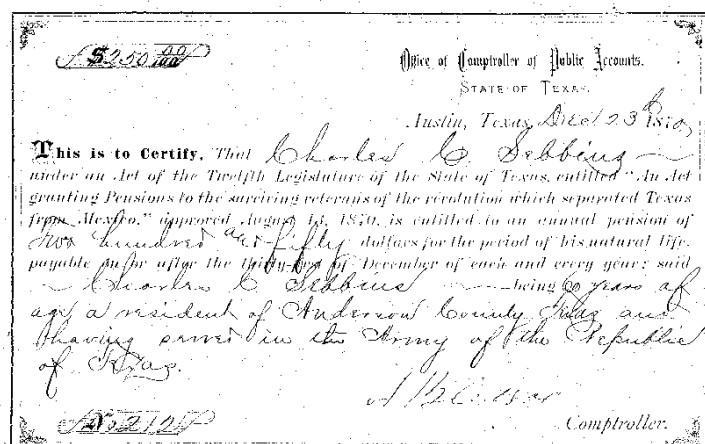 $250 00/100
Office of Comptroller of Public Accounts.
STATE OF TEXAS.
Austin, Texas, Dec 23d 1870
This is to Certify, That Charles C. Sebbins
under an Act of the Twelfth Legislature of the State of Texas, entitled "An Act
granting Pensions to the surviving veterans of the revolution which separated Texas
from Mexico," approved August 13, 1870, is entitled to an annual pension of
Two hundred and fifty dollars for the period of his natural life,
payable on or after the thirty-first of December of each and every year: said
Charles C Sebbins being years of
age a resident of Anderson County Texas and
having served in the Army of the Republic
of Texas.
A
No 212
Comptroller.